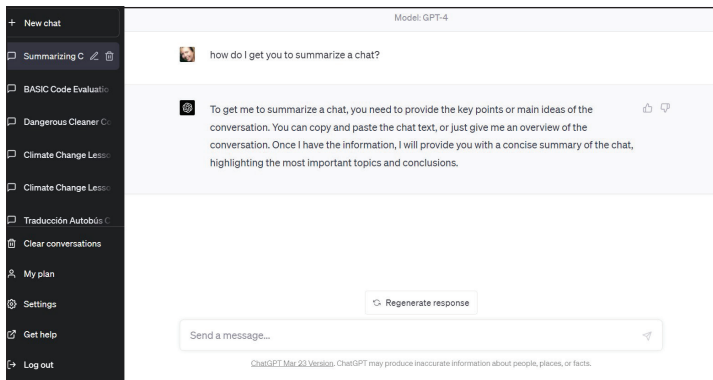 New chat
Summarizing C
BASIC Code Evaluatio
Dangerous Cleaner Co
Climate Change Lesso
Climate Change Lesso
Traducción Autobús C
Clear conversations
My plan
Settings
Get help
Log out
Model: GPT-4
how do I get you to summarize a chat?
To get me to summarize a chat, you need to provide the key points or main ideas of the
conversation. You can copy and paste the chat text, or just give me an overview of the
conversation. Once I have the information, I will provide you with a concise summary of the chat,
highlighting the most important topics and conclusions.
Regenerate response
Send a message...
ChatGPT Mar 23 Version. ChatGPT may produce inaccurate information about people, places, or facts.